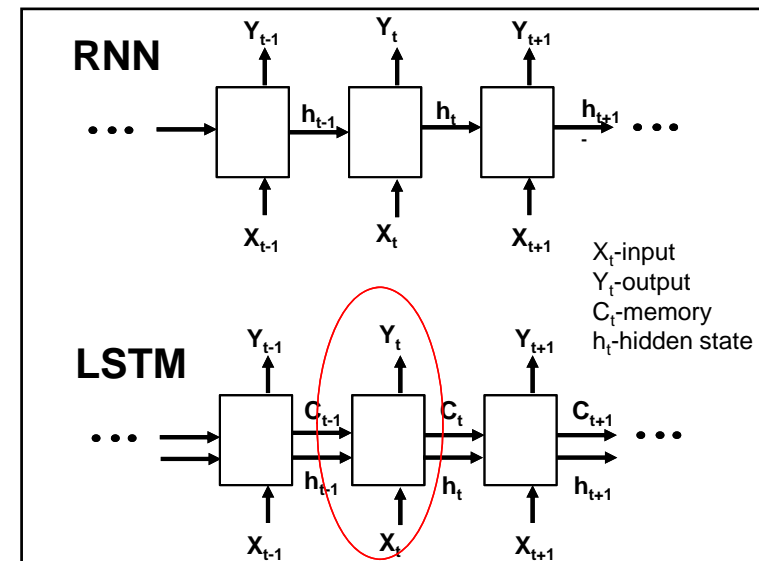 RNN
Yₜ₋₁ Yₜ Yₜ₊₁
••• hₜ₋₁ hₜ hₜ₊₁ •••
-
Xₜ₋₁ Xₜ Xₜ₊₁
Xₜ-input
Yₜ-output
Cₜ-memory
hₜ-hidden state
LSTM
Yₜ₋₁ Yₜ Yₜ₊₁
••• Cₜ₋₁ Cₜ Cₜ₊₁ •••
hₜ₋₁ hₜ hₜ₊₁
Xₜ₋₁ Xₜ Xₜ₊₁